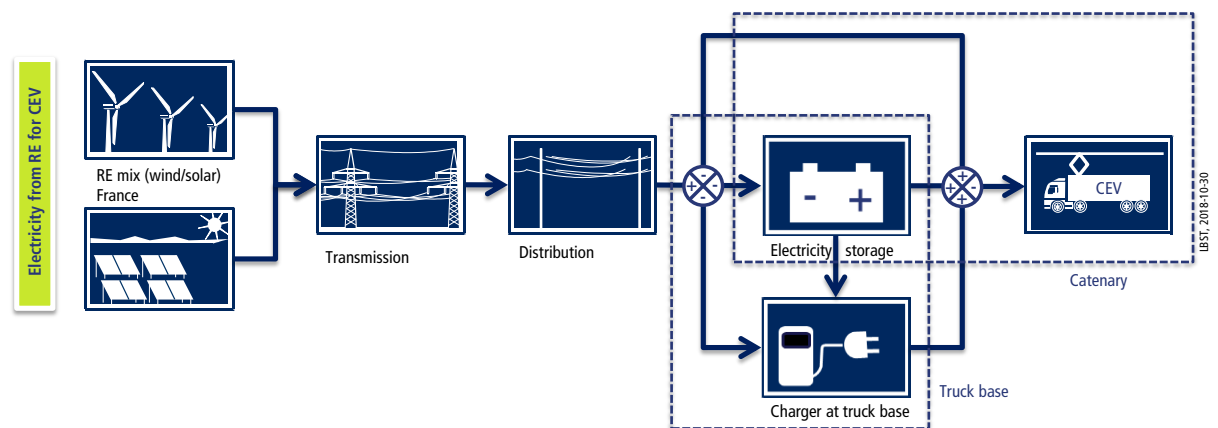 Electricity from RE for CEV
RE mix (wind/solar)
France
Transmission
Distribution
+
-
-
-
-
+
Electricity storage
+
+
-
+
CEV
Catenary
Charger at truck base
Truck base
LBST, 2018-10-30